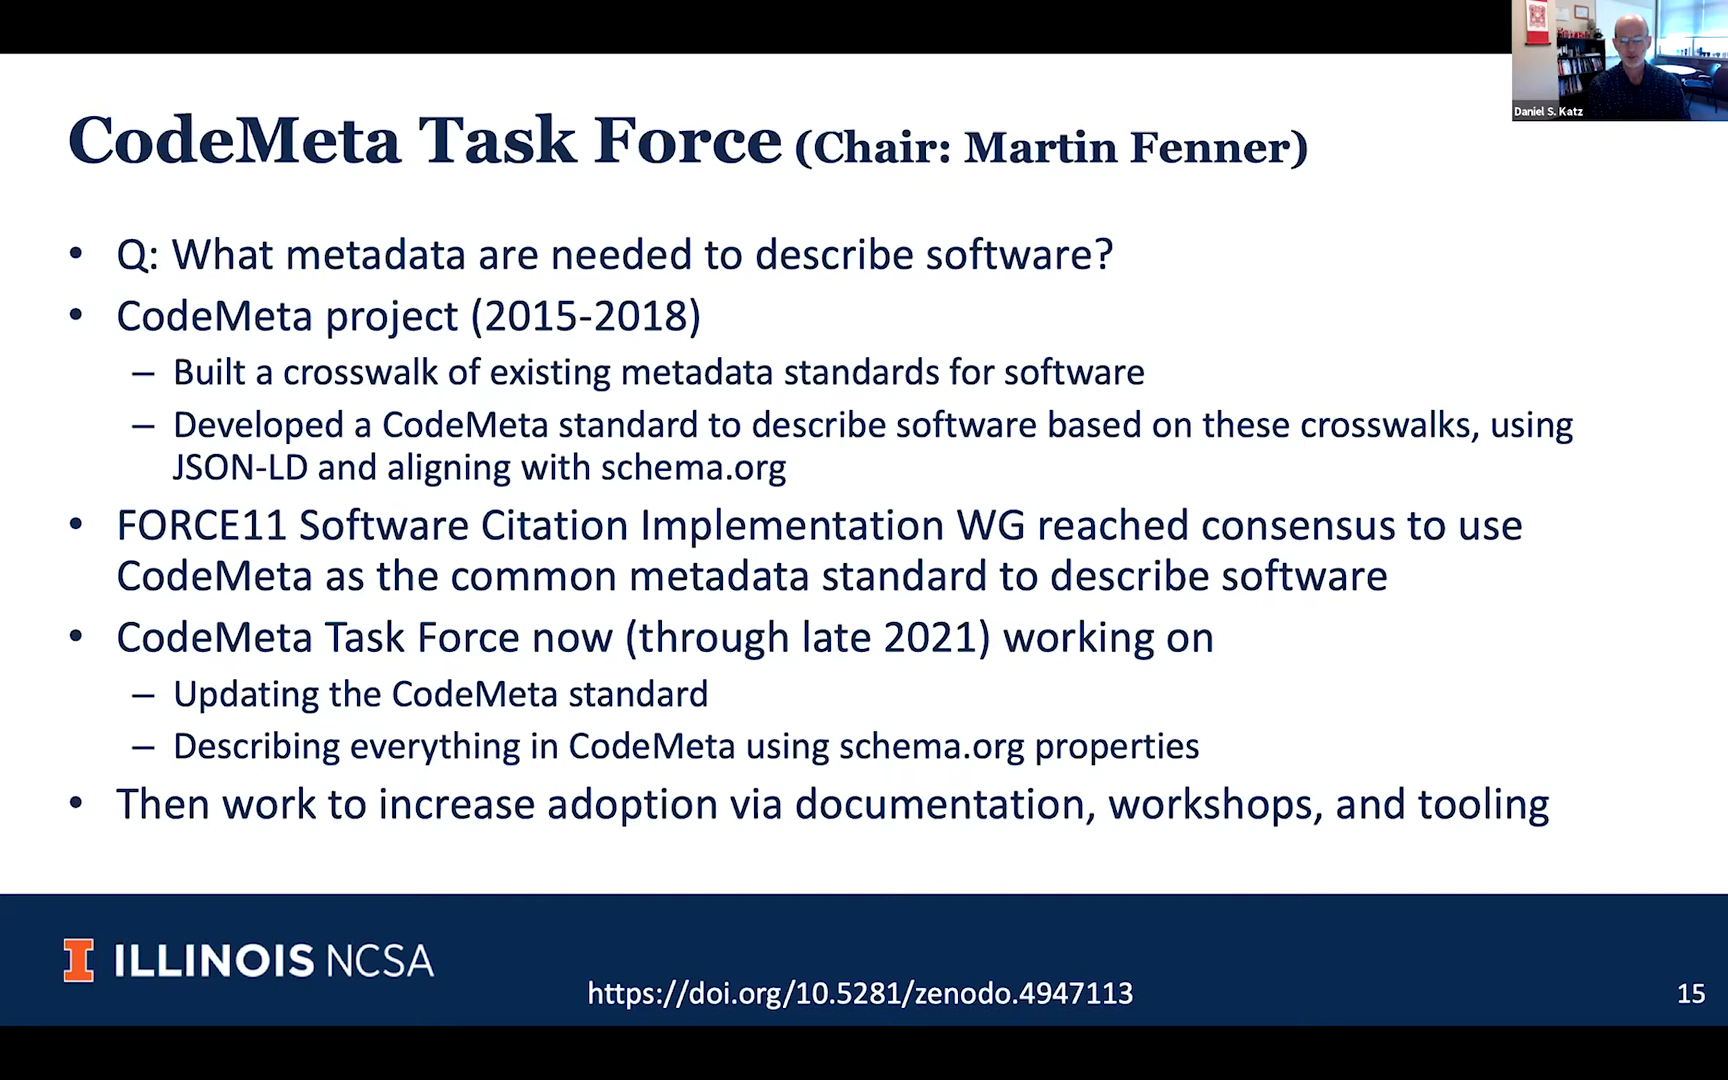 Daniel S. Katz
CodeMeta Task Force (Chair: Martin Fenner)
• Q: What metadata are needed to describe software?
• CodeMeta project (2015-2018)
– Built a crosswalk of existing metadata standards for software
– Developed a CodeMeta standard to describe software based on these crosswalks, using
JSON-LD and aligning with schema.org
• FORCE11 Software Citation Implementation WG reached consensus to use
CodeMeta as the common metadata standard to describe software
• CodeMeta Task Force now (through late 2021) working on
– Updating the CodeMeta standard
– Describing everything in CodeMeta using schema.org properties
• Then work to increase adoption via documentation, workshops, and tooling
I ILLINOIS NCSA
https://doi.org/10.5281/zenodo.4947113
15